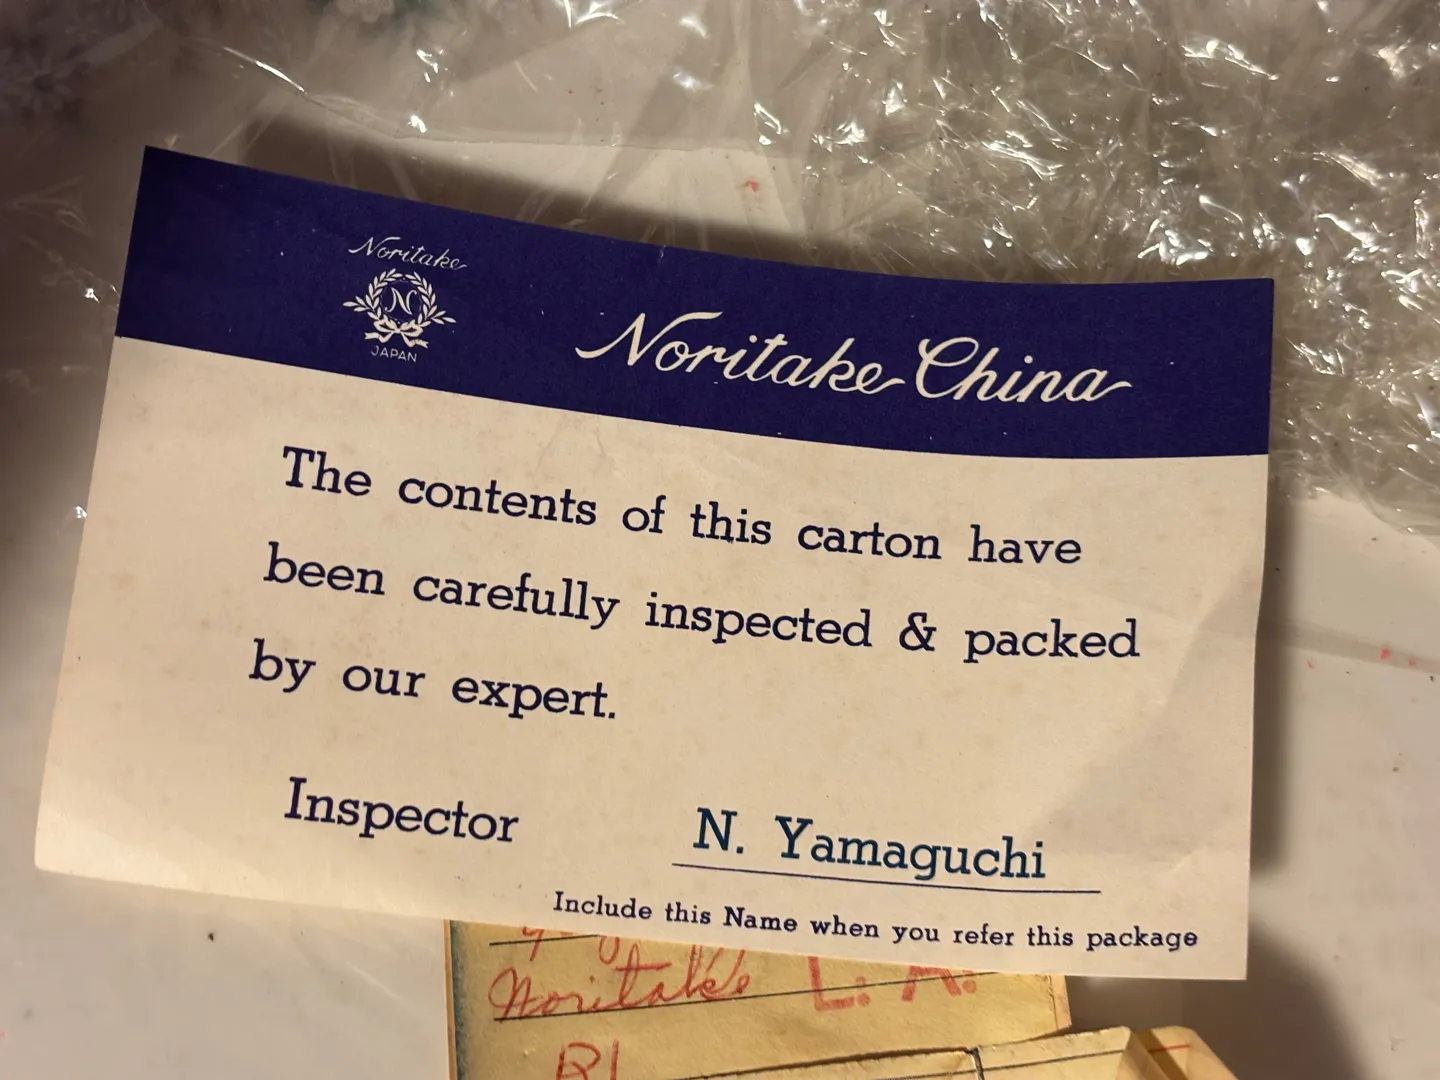 Noritake
N
JAPAN
Noritake China
The contents of this carton have
been carefully inspected & packed
by our expert.
Inspector N. Yamaguchi
Include this Name when you refer this package
Noritake L. A.